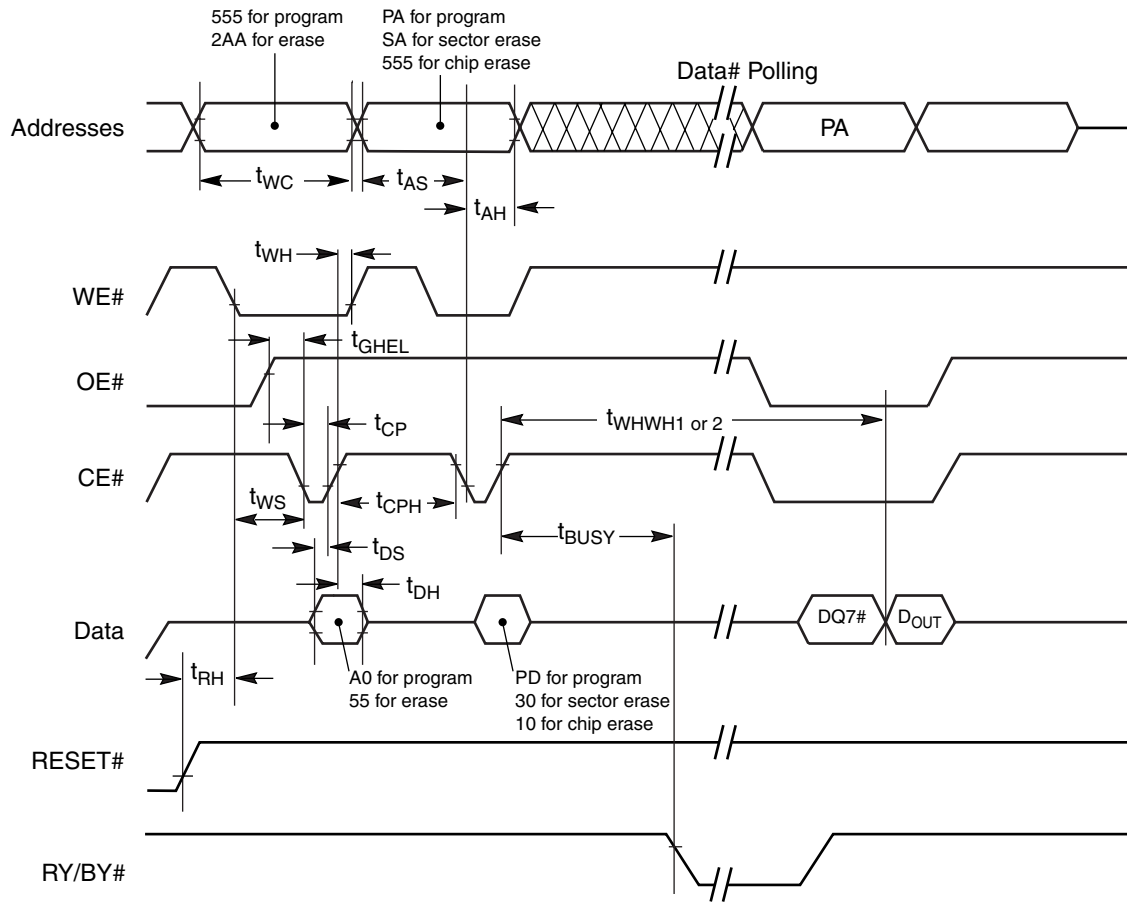 555 for program
2AA for erase
PA for program
SA for sector erase
555 for chip erase
Data# Polling
Addresses
PA
tWC
tAS
tAH
tWH
WE#
tGHEL
OE#
tCP
tWHWH1 or 2
CE#
tWS
tCPH
tBUSY
tDS
tDH
Data
DQ7#
DOUT
tRH
A0 for program
55 for erase
PD for program
30 for sector erase
10 for chip erase
RESET#
RY/BY#